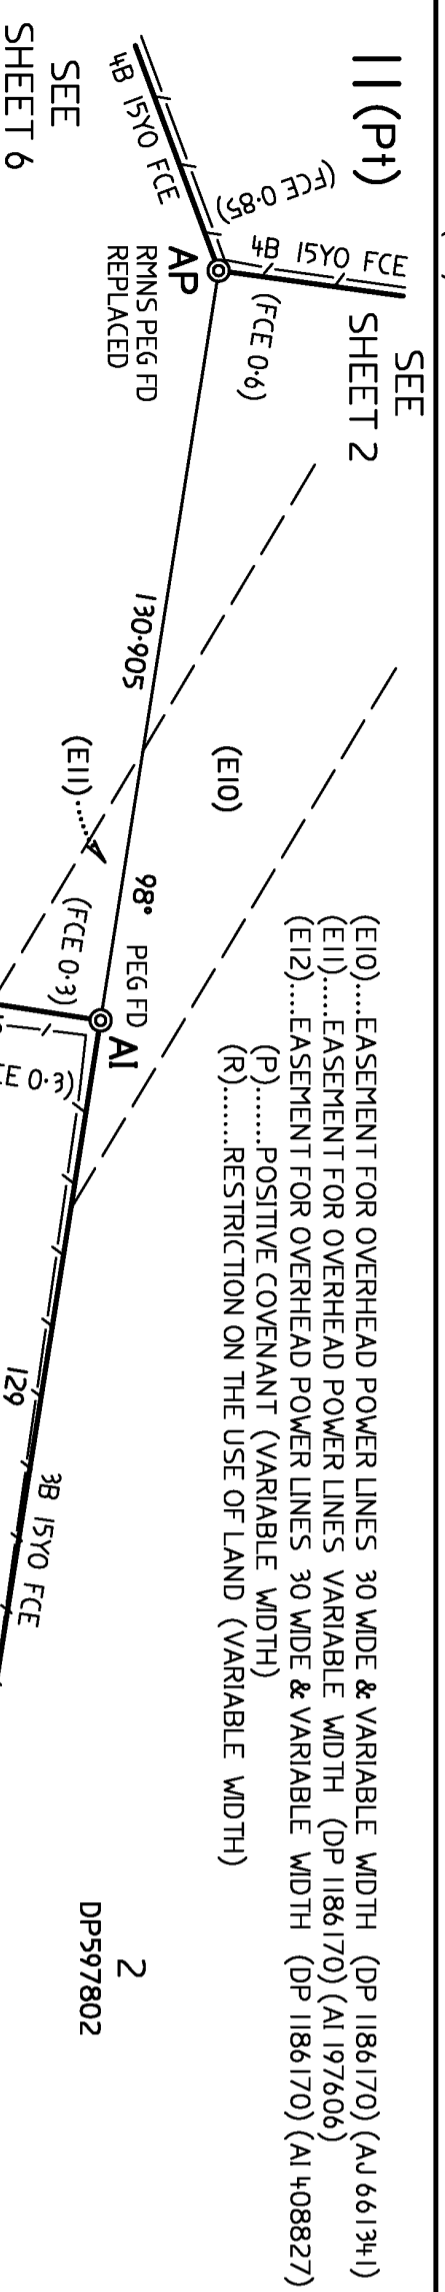 11 (Pt)
SEE
SHEET 2
SEE
SHEET 6
4B 15YO FCE
(FCE 0·85)
4B 15YO FCE
(FCE 0·6)
AP
RMNS PEG FD
REPLACED
130·905
(E10)
(E11)......
98°
PEG FD
AI
(FCE 0·3)
E 0·3)
129
3B 15YO FCE
(E10)....EASEMENT FOR OVERHEAD POWER LINES 30 WIDE & VARIABLE WIDTH (DP 1186170) (AJ 661341)
(E11).....EASEMENT FOR OVERHEAD POWER LINES VARIABLE WIDTH (DP 1186170) (AI 197606)
(E12)....EASEMENT FOR OVERHEAD POWER LINES 30 WIDE & VARIABLE WIDTH (DP 1186170) (AI 408827)
(P)........POSITIVE COVENANT (VARIABLE WIDTH)
(R)........RESTRICTION ON THE USE OF LAND (VARIABLE WIDTH)
2
DP597802